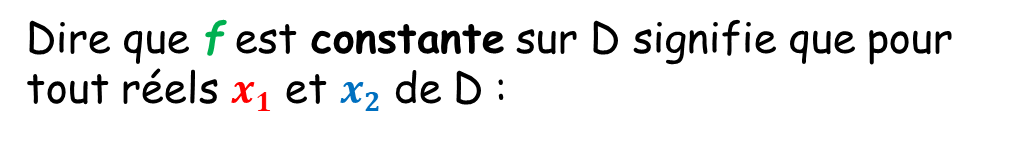 Dire que f est constante sur D signifie que pour
tout réels x₁ et x₂ de D :